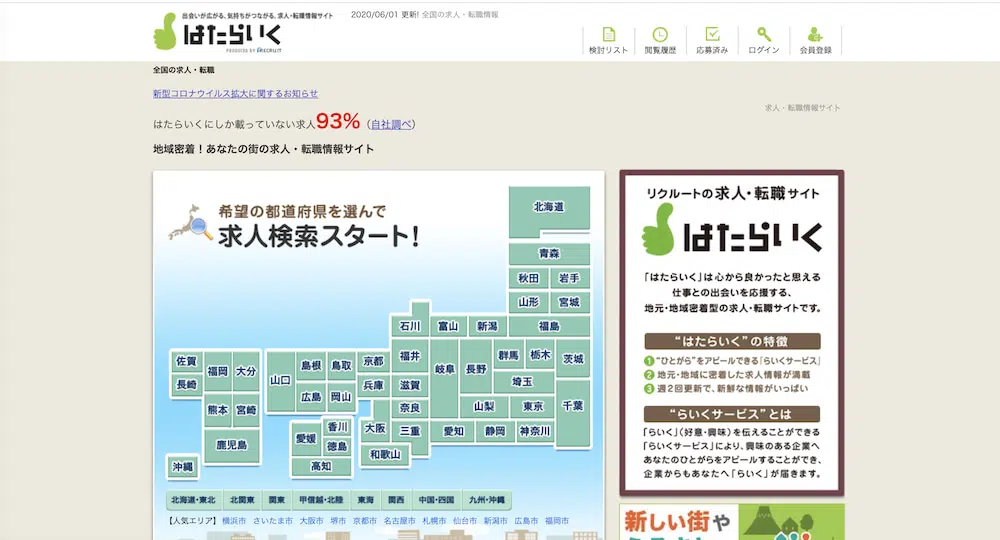 出会いが広がる、気持ちがつながる、求人・転職情報サイト
2020/06/01 更新! 全国の求人・転職情報
はたらいく
PRODUCED BY RECRUIT
検討リスト
閲覧履歴
応募済み
ログイン
会員登録
全国の求人・転職
新型コロナウイルス拡大に関するお知らせ
求人・転職情報サイト
はたらいくにしか載っていない求人93%（自社調べ）
地域密着！あなたの街の求人・転職情報サイト
希望の都道府県を選んで
求人検索スタート!
北海道
青森
秋田 岩手
山形 宮城
石川 富山 新潟 福島
佐賀 福岡 大分 山口 島根 鳥取 京都 福井 岐阜 長野 群馬 栃木 茨城
長崎 広島 岡山 兵庫 滋賀 埼玉
熊本 宮崎 奈良 山梨 東京 千葉
鹿児島 愛媛 香川 大阪 三重 愛知 静岡 神奈川
徳島
沖縄 高知 和歌山
北海道・東北 北関東 関東 甲信越・北陸 東海 関西 中国・四国 九州・沖縄
【人気エリア】 横浜市 さいたま市 大阪市 堺市 京都市 名古屋市 札幌市 仙台市 新潟市 広島市 福岡市
リクルートの求人・転職サイト
はたらいく
「はたらいく」は心から良かったと思える
仕事との出会いを応援する、
地元・地域密着型の求人・転職サイトです。
“はたらいく”の特徴
1 “ひとがら”をアピールできる「らいくサービス」
2 地元・地域に密着した求人情報が満載
3 週2回更新で、新鮮な情報がいっぱい
“らいくサービス”とは
「らいく」(好意・興味)を伝えることができる
「らいくサービス」により、興味のある企業へ
あなたのひとがらをアピールすることができ、
企業からもあなたへ「らいく」が届きます。
新しい街や